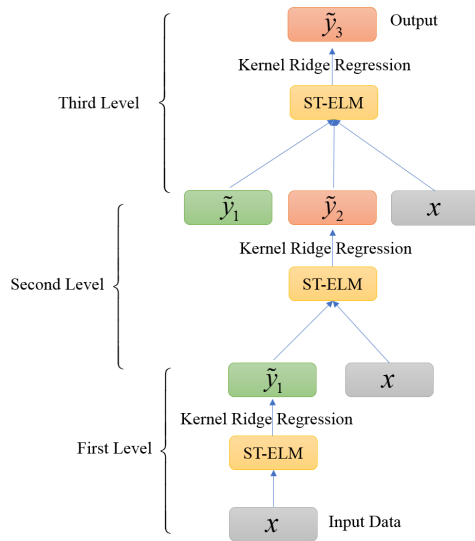 ỹ₃ Output
Kernel Ridge Regression
Third Level
ST-ELM
ỹ₁ ỹ₂ x
Kernel Ridge Regression
Second Level
ST-ELM
ỹ₁ x
Kernel Ridge Regression
First Level
ST-ELM
x Input Data